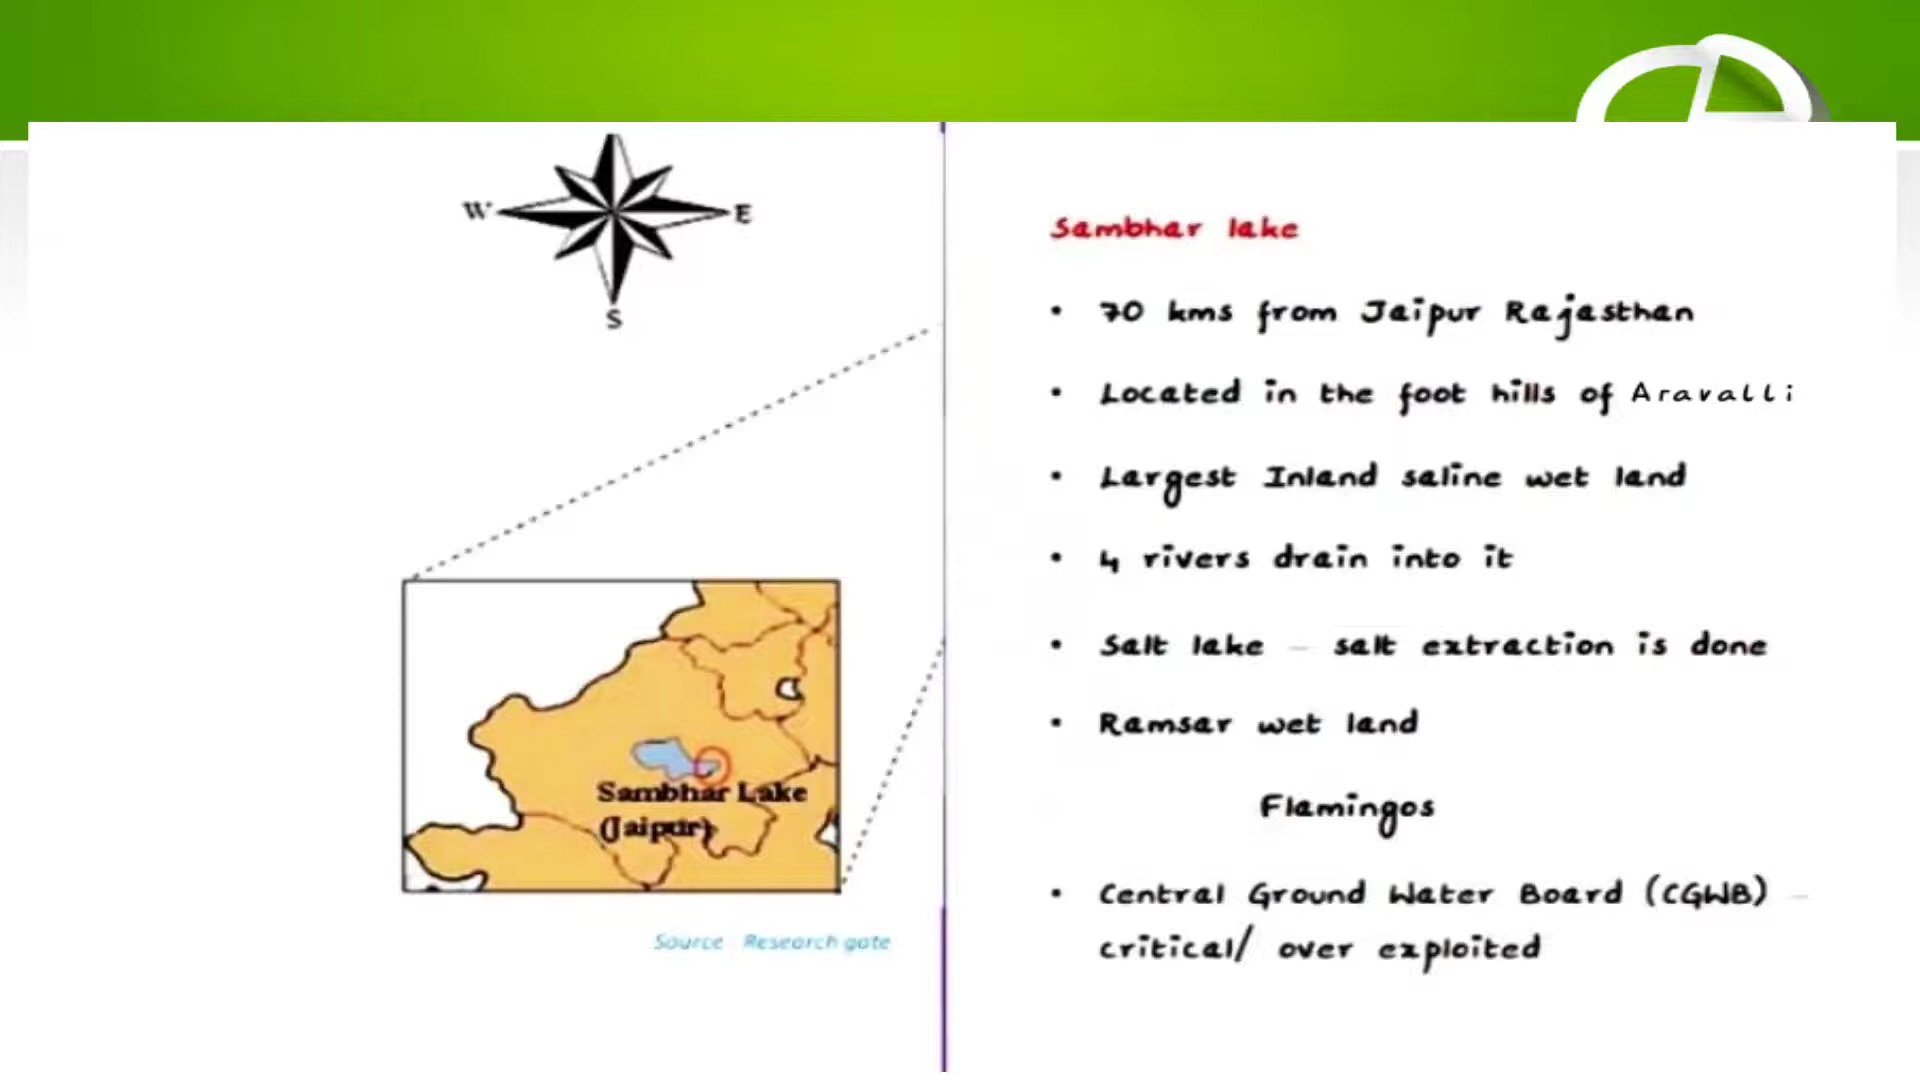 W
E
S
Sambhar Lake
(Jaipur)
Source : Research gate
Sambhar lake
• 70 kms from Jaipur Rajasthan
• Located in the foot hills of Aravalli
• Largest Inland saline wet land
• 4 rivers drain into it
• Salt lake – salt extraction is done
• Ramsar wet land
Flamingos
• Central Ground Water Board (CGWB) –
critical/ over exploited